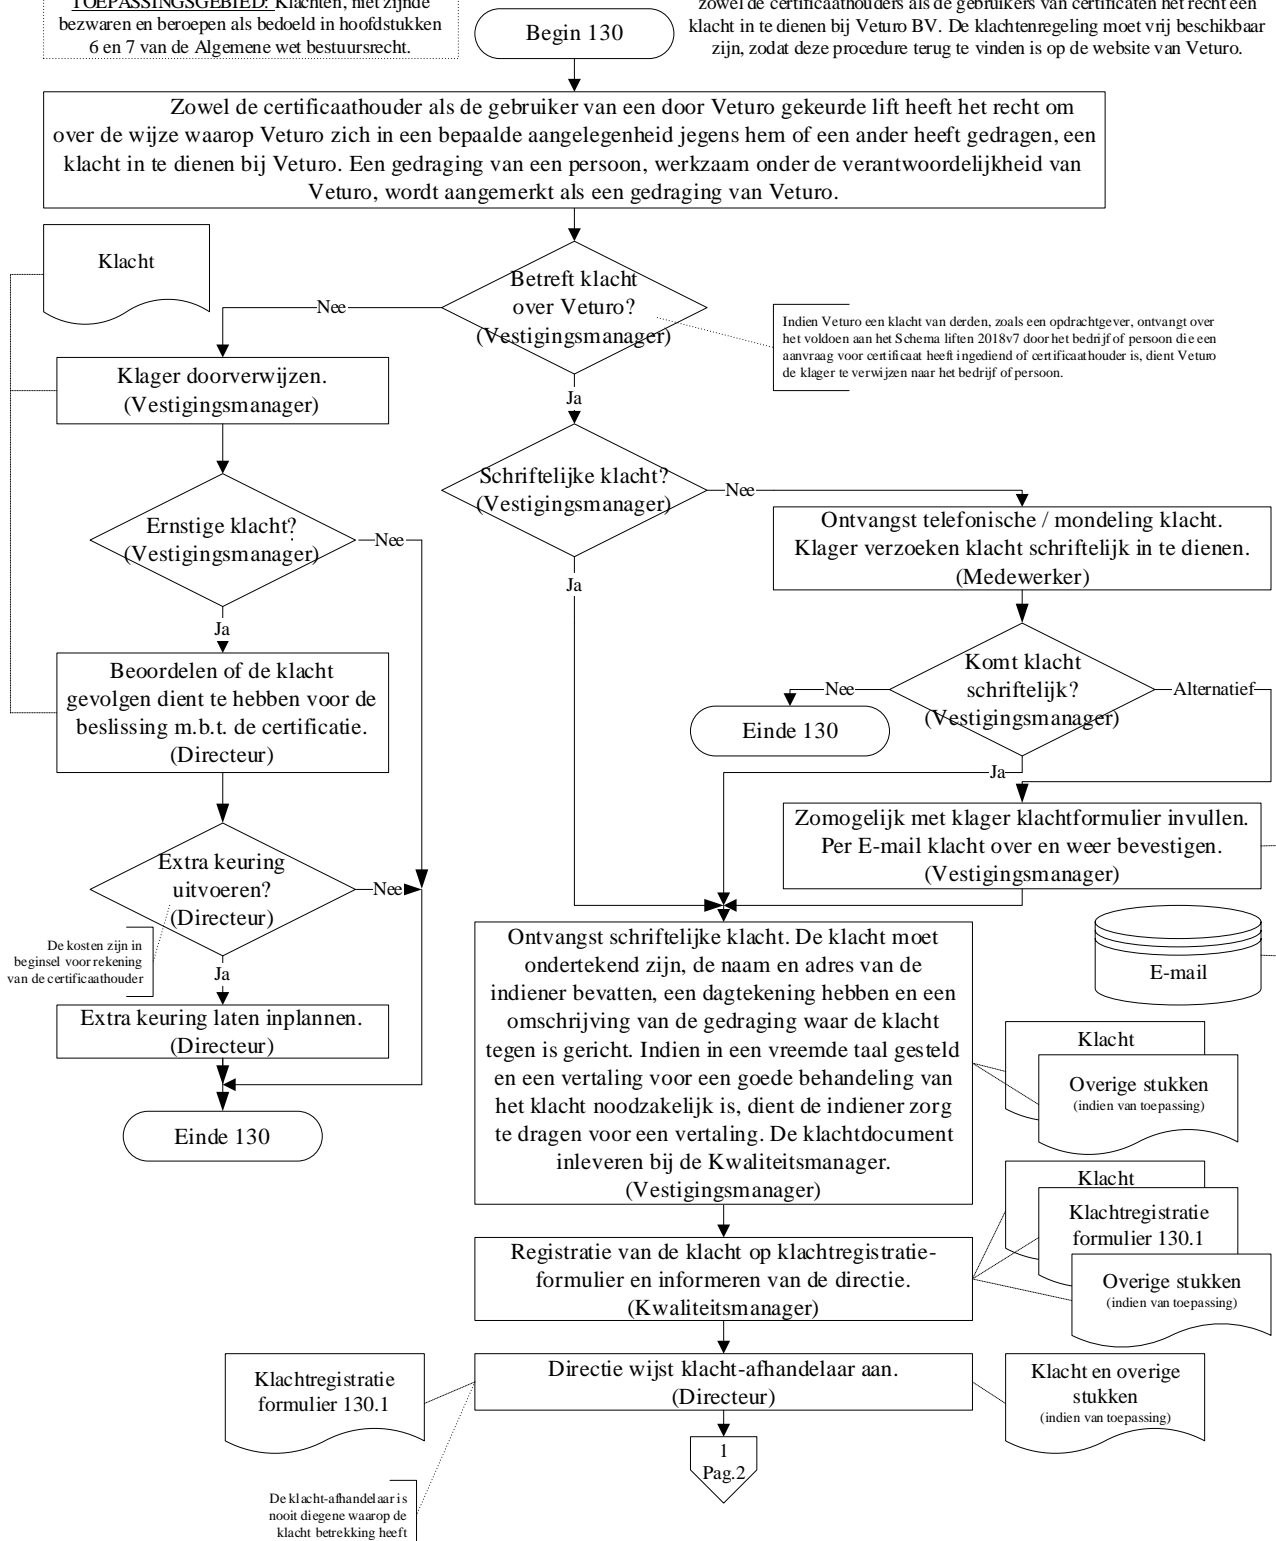 TOEPASSINGSGEBIED: Klachten, niet zijnde
bezwaren en beroepen als bedoeld in hoofdstukken
6 en 7 van de Algemene wet bestuursrecht.
Begin 130
zowel de certificaathouders als de gebruikers van certificaten het recht een
klacht in te dienen bij Veturo BV. De klachtenregeling moet vrij beschikbaar
zijn, zodat deze procedure terug te vinden is op de website van Veturo.
Zowel de certificaathouder als de gebruiker van een door Veturo gekeurde lift heeft het recht om
over de wijze waarop Veturo zich in een bepaalde aangelegenheid jegens hem of een ander heeft gedragen, een
klacht in te dienen bij Veturo. Een gedraging van een persoon, werkzaam onder de verantwoordelijkheid van
Veturo, wordt aangemerkt als een gedraging van Veturo.
Klacht
Betreft klacht
over Veturo?
(Vestigingsmanager)
Nee
Indien Veturo een klacht van derden, zoals een opdrachtgever, ontvangt over
het voldoen aan het Schema liften 2018v7 door het bedrijf of persoon die een
aanvraag voor certificaat heeft ingediend of certificaathouder is, dient Veturo
de klager te verwijzen naar het bedrijf of persoon.
Klager doorverwijzen.
(Vestigingsmanager)
Ja
Schriftelijke klacht?
(Vestigingsmanager)
Nee
Ernstige klacht?
(Vestigingsmanager)
Nee
Ontvangst telefonische / mondeling klacht.
Klager verzoeken klacht schriftelijk in te dienen.
(Medewerker)
Ja
Ja
Beoordelen of de klacht
gevolgen dient te hebben voor de
beslissing m.b.t. de certificatie.
(Directeur)
Komt klacht
schriftelijk?
(Vestigingsmanager)
Nee
Alternatief
Einde 130
Ja
Zomogelijk met klager klachtformulier invullen.
Per E-mail klacht over en weer bevestigen.
(Vestigingsmanager)
Extra keuring
uitvoeren?
(Directeur)
Nee
De kosten zijn in
beginsel voor rekening
van de certificaathouder
Ja
E-mail
Ontvangst schriftelijke klacht. De klacht moet
ondertekend zijn, de naam en adres van de
indiener bevatten, een dagtekening hebben en een
omschrijving van de gedraging waar de klacht
tegen is gericht. Indien in een vreemde taal gesteld
en een vertaling voor een goede behandeling van
het klacht noodzakelijk is, dient de indiener zorg
te dragen voor een vertaling. De klachtdocument
inleveren bij de Kwaliteitsmanager.
(Vestigingsmanager)
Extra keuring laten inplannen.
(Directeur)
Einde 130
Klacht
Overige stukken
(indien van toepassing)
Klacht
Klachtregistratie
formulier 130.1
Overige stukken
(indien van toepassing)
Registratie van de klacht op klachtregistratie-
formulier en informeren van de directie.
(Kwaliteitsmanager)
Klachtregistratie
formulier 130.1
Directie wijst klacht-afhandelaar aan.
(Directeur)
Klacht en overige
stukken
(indien van toepassing)
1
Pag.2
De klacht-afhandelaar is
nooit diegene waarop de
klacht betrekking heeft